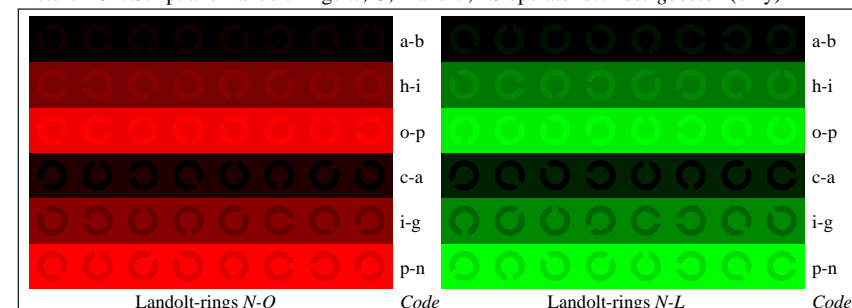 a-b a-b
h-i h-i
o-p o-p
c-a c-a
i-g i-g
p-n p-n
Landolt-rings N-O Code Landolt-rings N-L Code